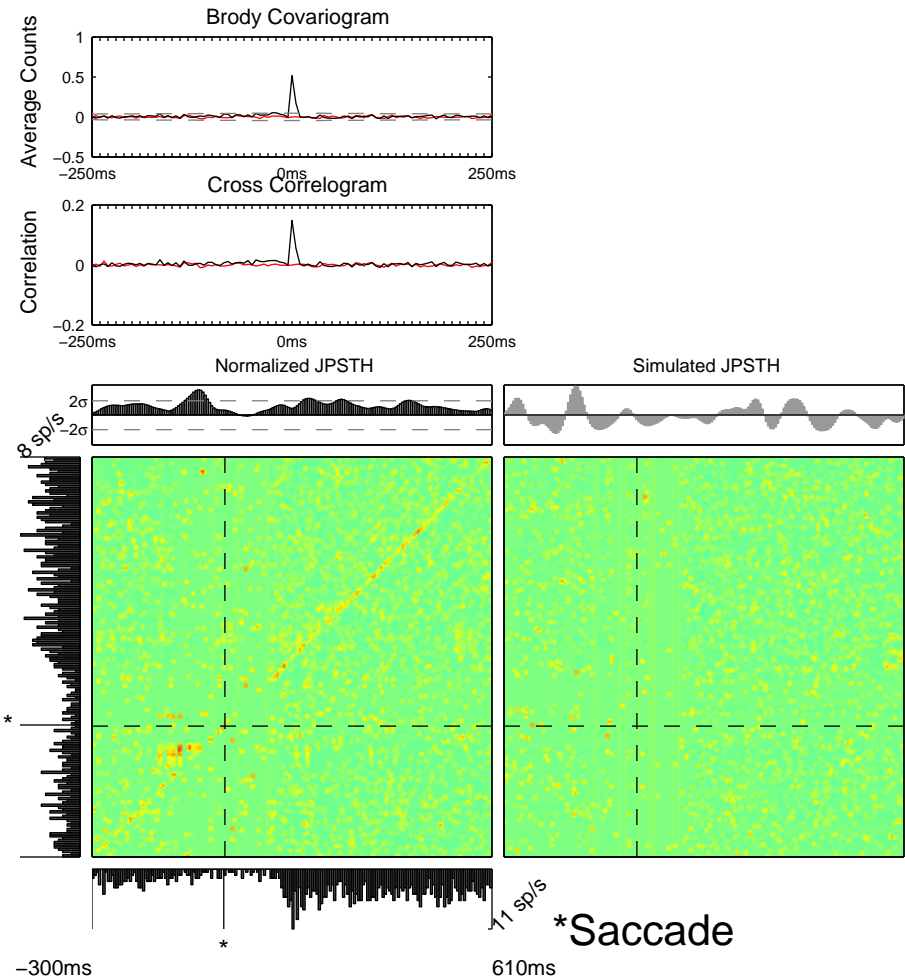 Brody Covariogram
Average Counts
1
0.5
0
−0.5
−250ms
0ms
250ms
Cross Correlogram
Correlation
0.2
0
−0.2
−250ms
0ms
250ms
Normalized JPSTH
Simulated JPSTH
2σ
−2σ
8 sp/s
*
*
11 sp/s
*Saccade
−300ms
610ms